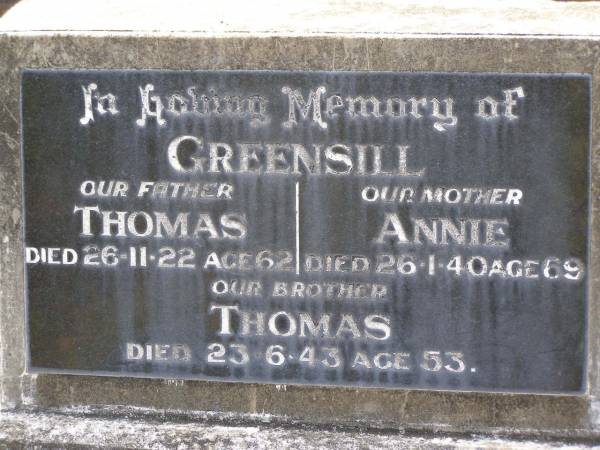 In Loving Memory of
GREENSILL
OUR FATHER OUR MOTHER
THOMAS ANNIE
DIED 26·11·22 AGE 62 DIED 26·1·40 AGE 69
OUR BROTHER
THOMAS
DIED 23·6·43 AGE 53.